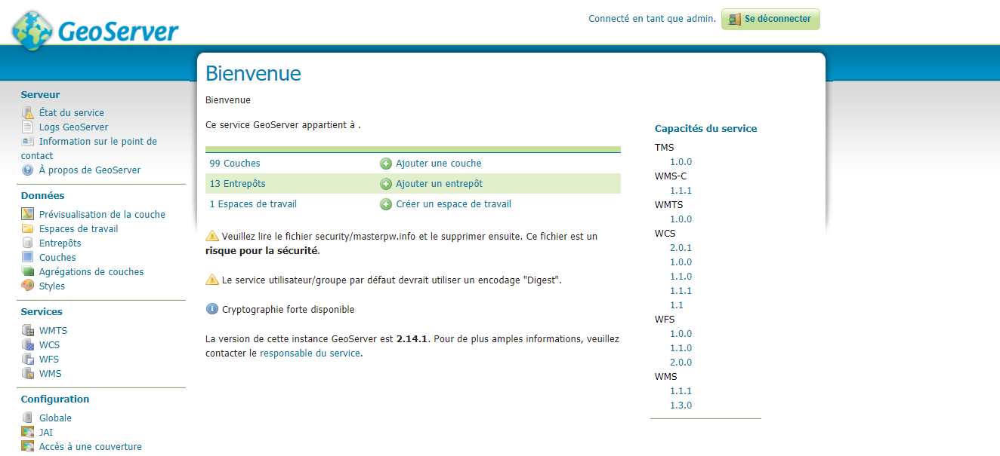 GeoServer
Connecté en tant que admin.
Se déconnecter
Serveur
État du service
Logs GeoServer
Information sur le point de
contact
À propos de GeoServer
Données
Prévisualisation de la couche
Espaces de travail
Entrepôts
Couches
Agrégations de couches
Styles
Services
WMTS
WCS
WFS
WMS
Configuration
Globale
JAI
Accès à une couverture
Bienvenue
Bienvenue
Ce service GeoServer appartient à .
99 Couches
Ajouter une couche
13 Entrepôts
Ajouter un entrepôt
1 Espaces de travail
Créer un espace de travail
Veuillez lire le fichier security/masterpw.info et le supprimer ensuite. Ce fichier est un
risque pour la sécurité.
Le service utilisateur/groupe par défaut devrait utiliser un encodage "Digest".
Cryptographie forte disponible
La version de cette instance GeoServer est 2.14.1. Pour de plus amples informations, veuillez
contacter le responsable du service.
Capacités du service
TMS
1.0.0
WMS-C
1.1.1
WMTS
1.0.0
WCS
2.0.1
1.0.0
1.1.0
1.1.1
1.1
WFS
1.0.0
1.1.0
2.0.0
WMS
1.1.1
1.3.0